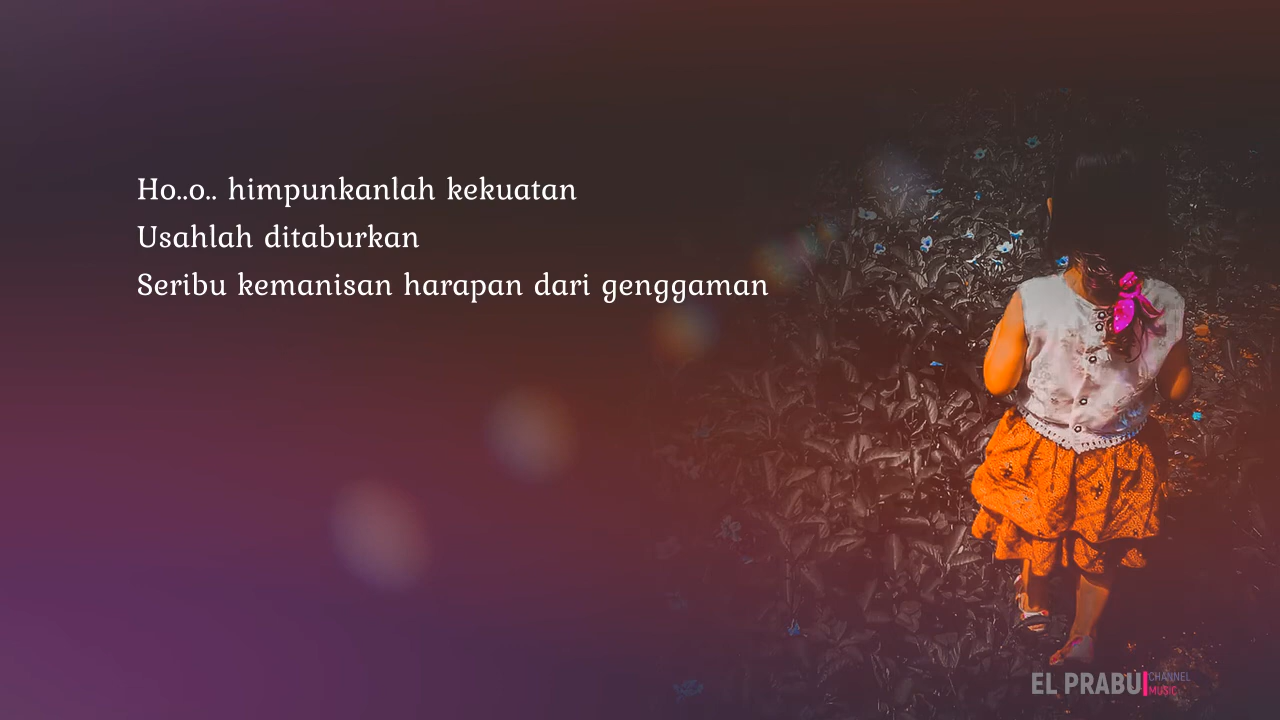 Ho..o.. himpunkanlah kekuatan
Usahlah ditaburkan
Seribu kemanisan harapan dari genggaman
EL PRABU CHANNEL
MUSIC